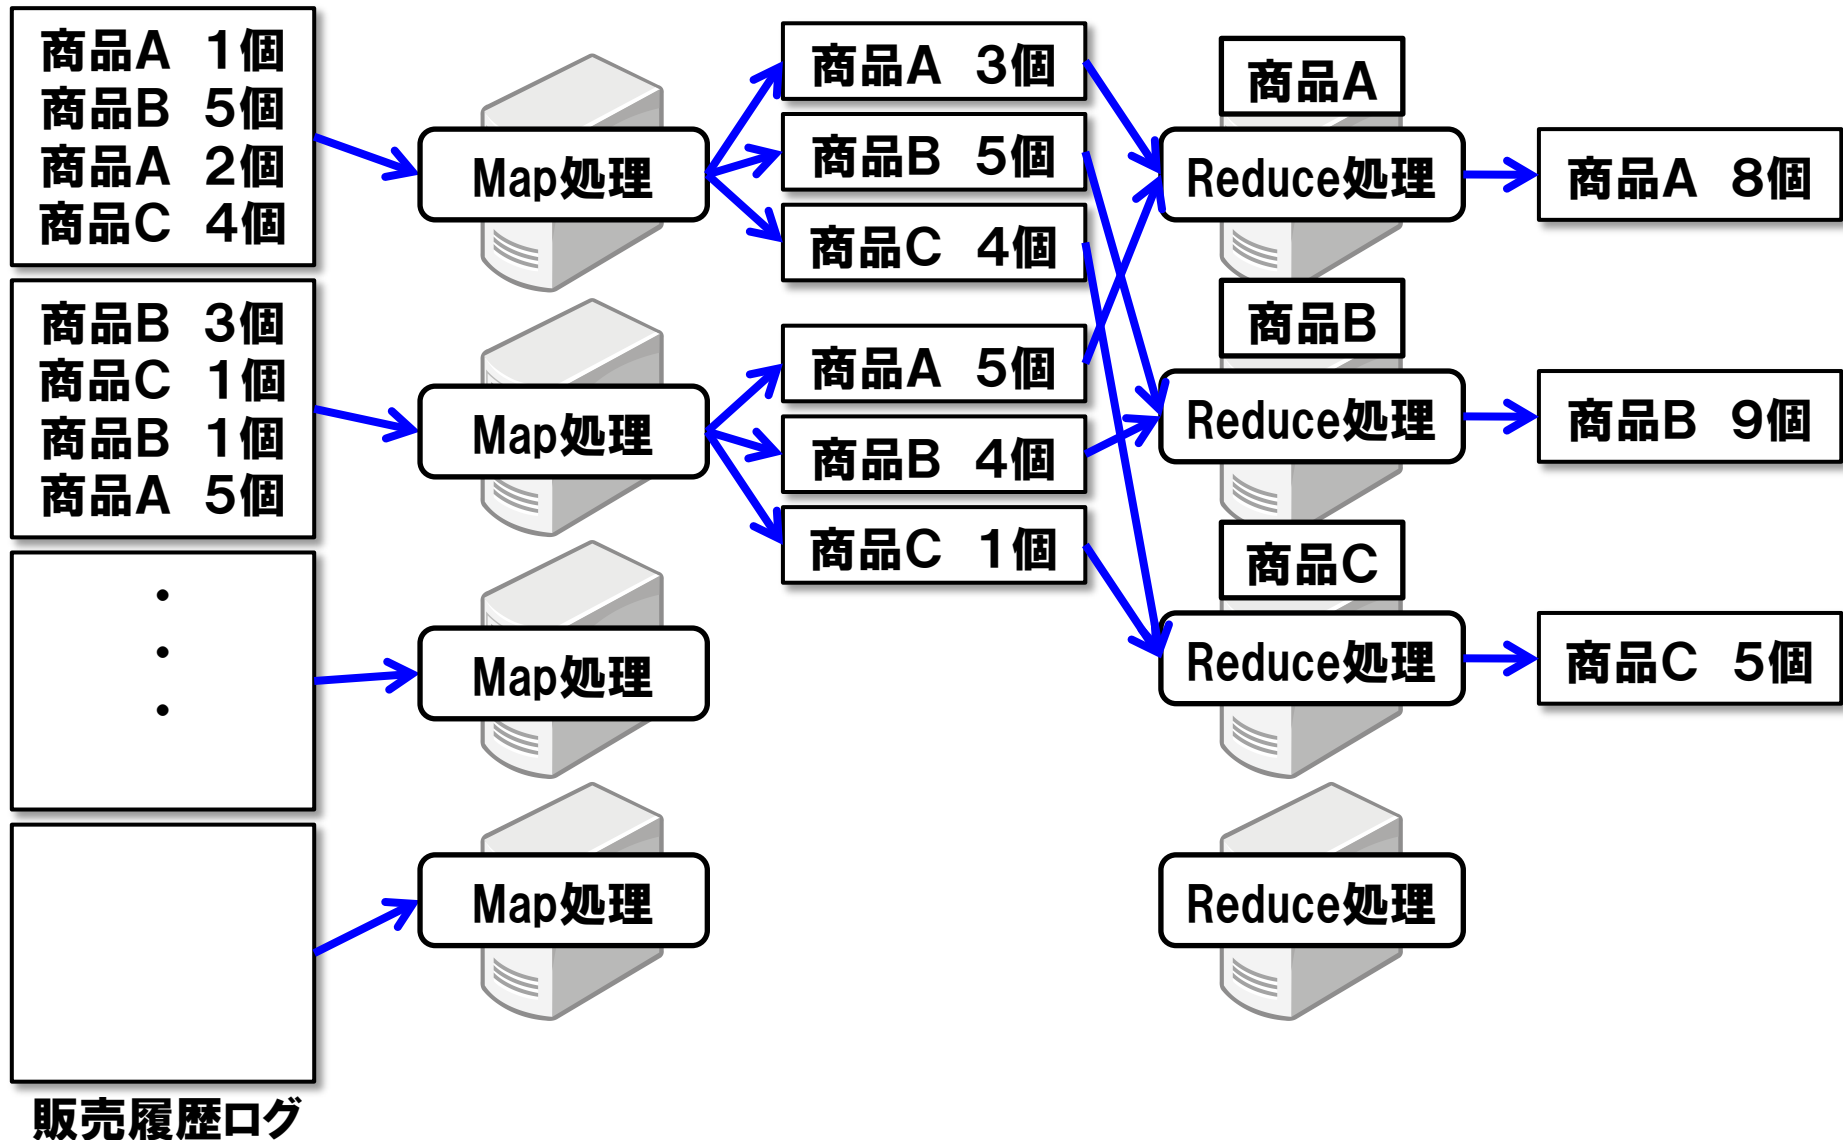 商品A 1個
商品B 5個
商品A 2個
商品C 4個
商品B 3個
商品C 1個
商品B 1個
商品A 5個
・
・
・
販売履歴ログ
Map処理
Map処理
Map処理
Map処理
商品A 3個
商品B 5個
商品C 4個
商品A 5個
商品B 4個
商品C 1個
商品A
Reduce処理
商品B
Reduce処理
商品C
Reduce処理
Reduce処理
商品A 8個
商品B 9個
商品C 5個